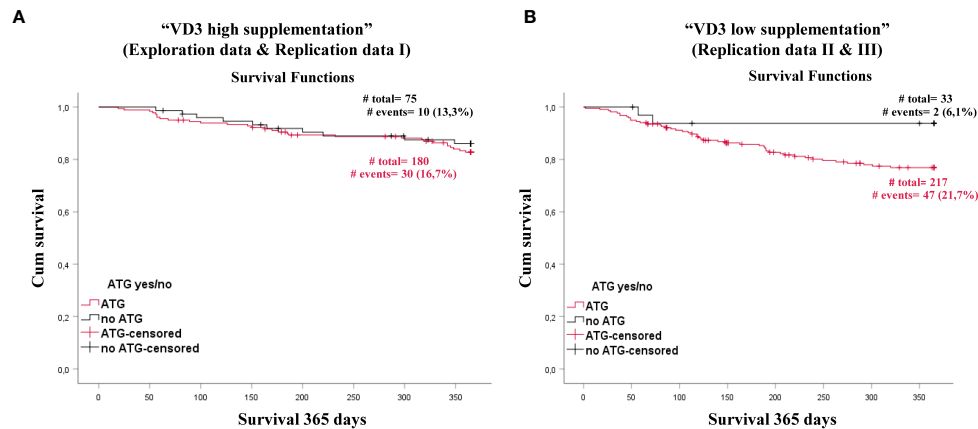 A
“VD3 high supplementation”
(Exploration data & Replication data I)
Survival Functions
# total= 75
# events= 10 (13,3%)
# total= 180
# events= 30 (16,7%)
1,0
0,8
0,6
0,4
0,2
0,0
Cum survival
ATG yes/no
ATG
no ATG
ATG-censored
no ATG-censored
0
50
100
150
200
250
300
350
Survival 365 days
B
“VD3 low supplementation”
(Replication data II & III)
Survival Functions
# total= 33
# events= 2 (6,1%)
# total= 217
# events= 47 (21,7%)
1,0
0,8
0,6
0,4
0,2
0,0
Cum survival
ATG yes/no
ATG
no ATG
ATG-censored
no ATG-censored
0
50
100
150
200
250
300
350
Survival 365 days